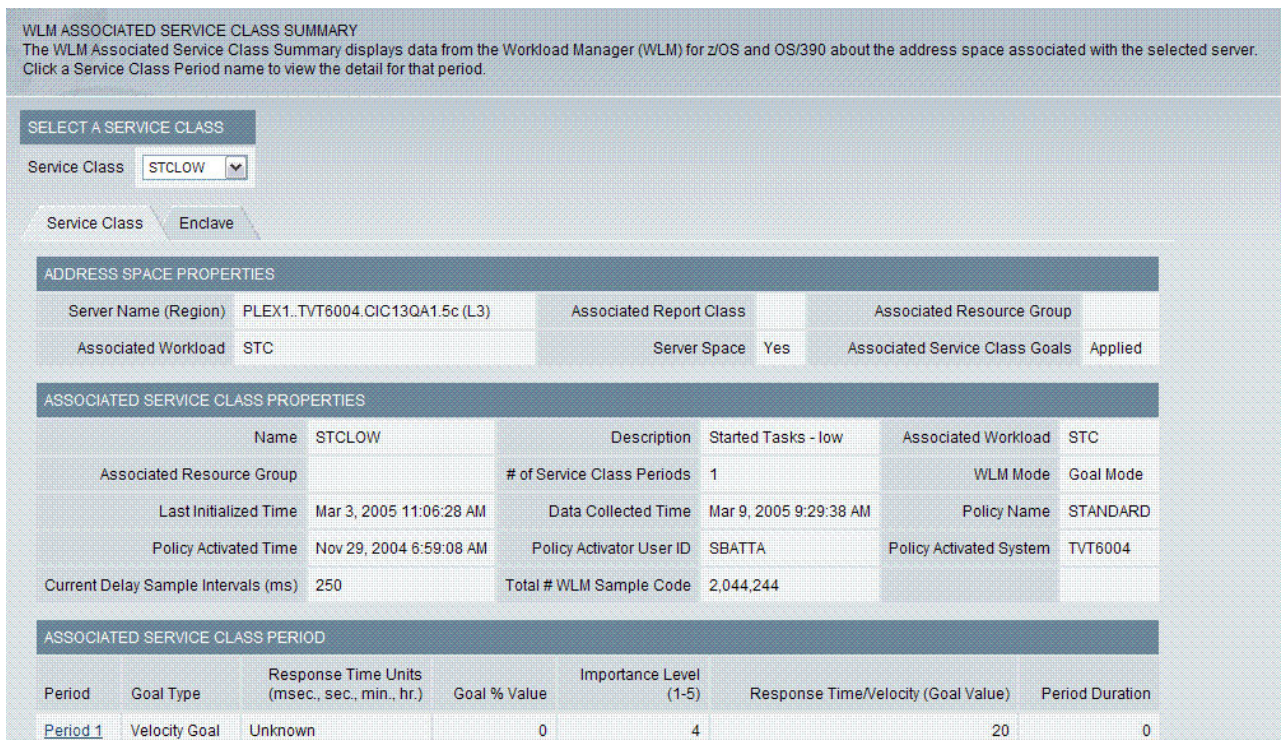 WLM ASSOCIATED SERVICE CLASS SUMMARY
The WLM Associated Service Class Summary displays data from the Workload Manager (WLM) for z/OS and OS/390 about the address space associated with the selected server.
Click a Service Class Period name to view the detail for that period.
SELECT A SERVICE CLASS
Service Class STCLOW
Service Class Enclave
ADDRESS SPACE PROPERTIES
Server Name (Region) PLEX1..TVT6004.CIC13QA1.5c (L3) Associated Report Class Associated Resource Group
Associated Workload STC Server Space Yes Associated Service Class Goals Applied
ASSOCIATED SERVICE CLASS PROPERTIES
Name STCLOW Description Started Tasks - low Associated Workload STC
Associated Resource Group # of Service Class Periods 1 WLM Mode Goal Mode
Last Initialized Time Mar 3, 2005 11:06:28 AM Data Collected Time Mar 9, 2005 9:29:38 AM Policy Name STANDARD
Policy Activated Time Nov 29, 2004 6:59:08 AM Policy Activator User ID SBATTA Policy Activated System TVT6004
Current Delay Sample Intervals (ms) 250 Total # WLM Sample Code 2,044,244
ASSOCIATED SERVICE CLASS PERIOD
Response Time Units Importance Level
Period Goal Type (msec., sec., min., hr.) Goal % Value (1-5) Response Time/Velocity (Goal Value) Period Duration
Period 1 Velocity Goal Unknown 0 4 20 0